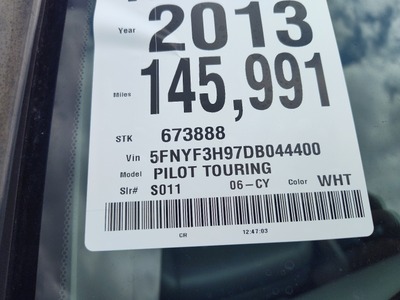 Year 2013
Miles 145,991
STK 673888
Vin 5FNYF3H97DB044400
Model PILOT TOURING
Slr# S011 06-CY Color WHT
CR 12:47:03